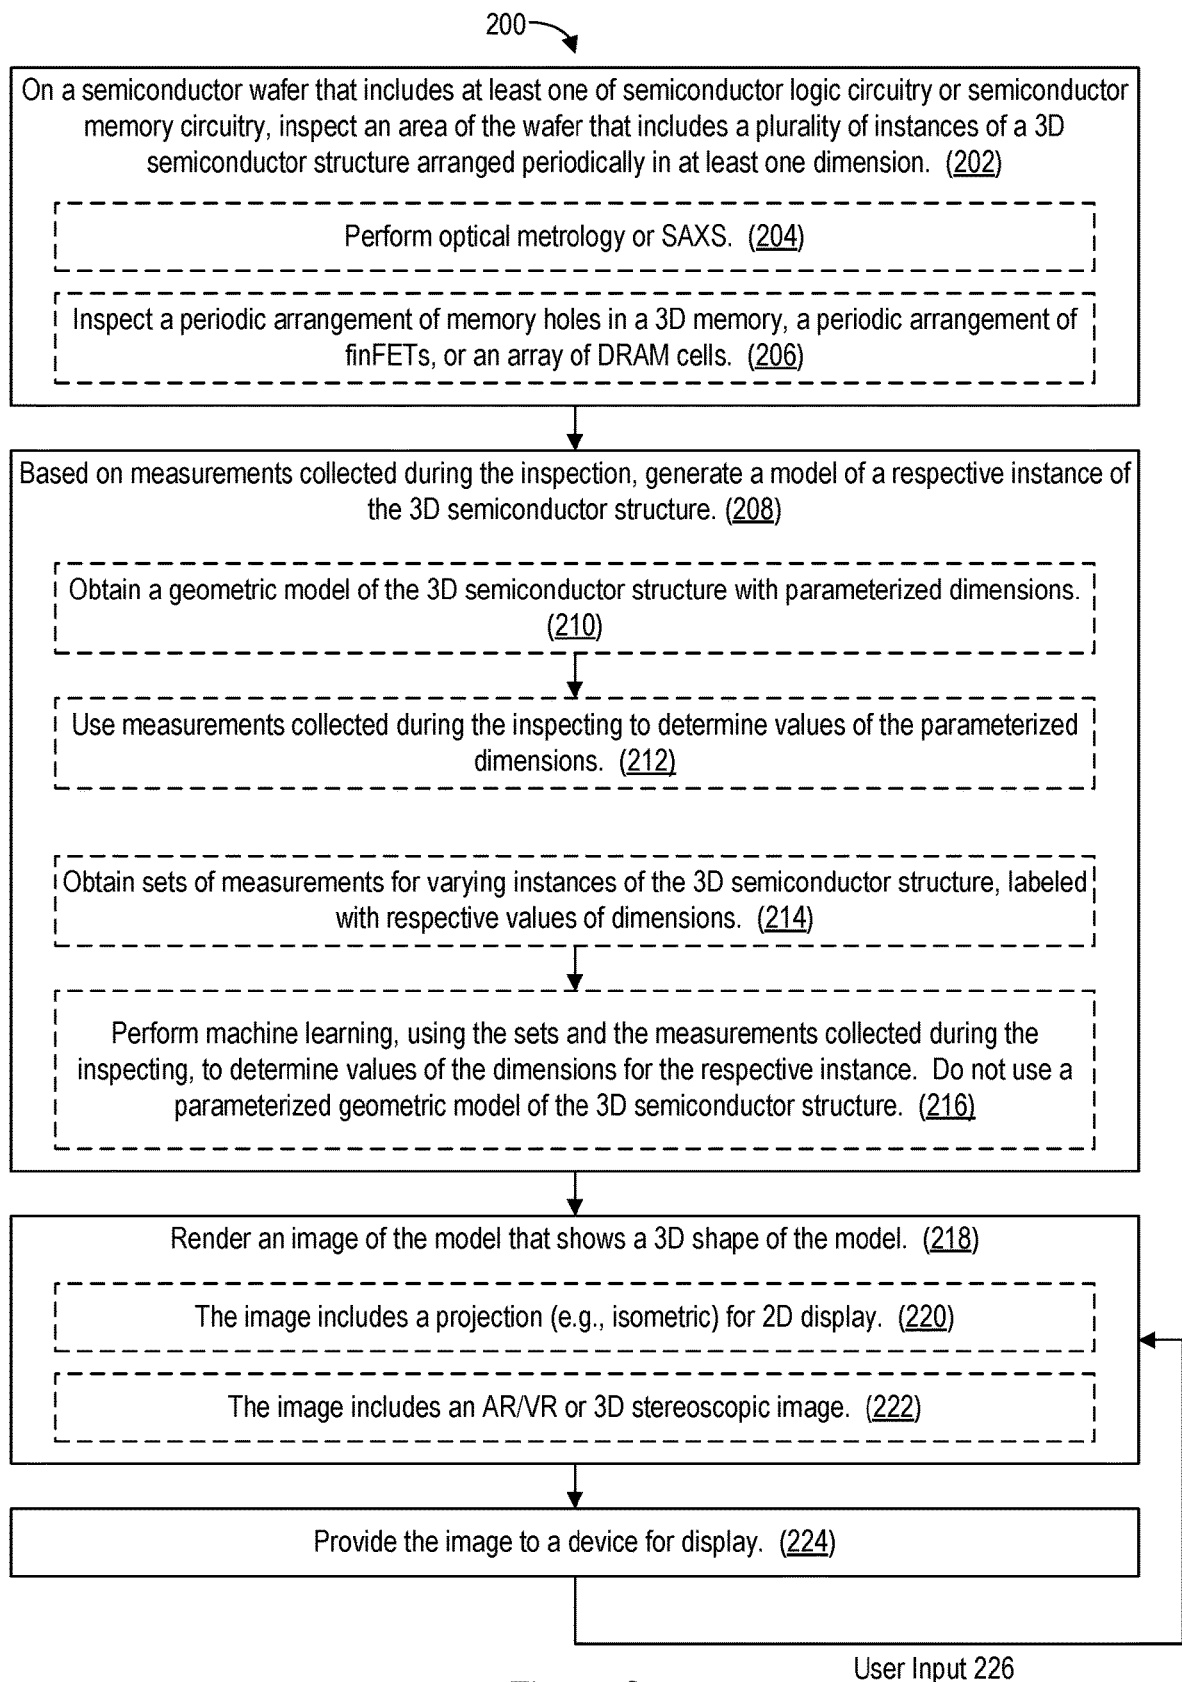 200
On a semiconductor wafer that includes at least one of semiconductor logic circuitry or semiconductor
memory circuitry, inspect an area of the wafer that includes a plurality of instances of a 3D
semiconductor structure arranged periodically in at least one dimension. (202)
Perform optical metrology or SAXS. (204)
Inspect a periodic arrangement of memory holes in a 3D memory, a periodic arrangement of
finFETs, or an array of DRAM cells. (206)
Based on measurements collected during the inspection, generate a model of a respective instance of
the 3D semiconductor structure. (208)
Obtain a geometric model of the 3D semiconductor structure with parameterized dimensions.
(210)
Use measurements collected during the inspecting to determine values of the parameterized
dimensions. (212)
Obtain sets of measurements for varying instances of the 3D semiconductor structure, labeled
with respective values of dimensions. (214)
Perform machine learning, using the sets and the measurements collected during the
inspecting, to determine values of the dimensions for the respective instance. Do not use a
parameterized geometric model of the 3D semiconductor structure. (216)
Render an image of the model that shows a 3D shape of the model. (218)
The image includes a projection (e.g., isometric) for 2D display. (220)
The image includes an AR/VR or 3D stereoscopic image. (222)
Provide the image to a device for display. (224)
User Input 226